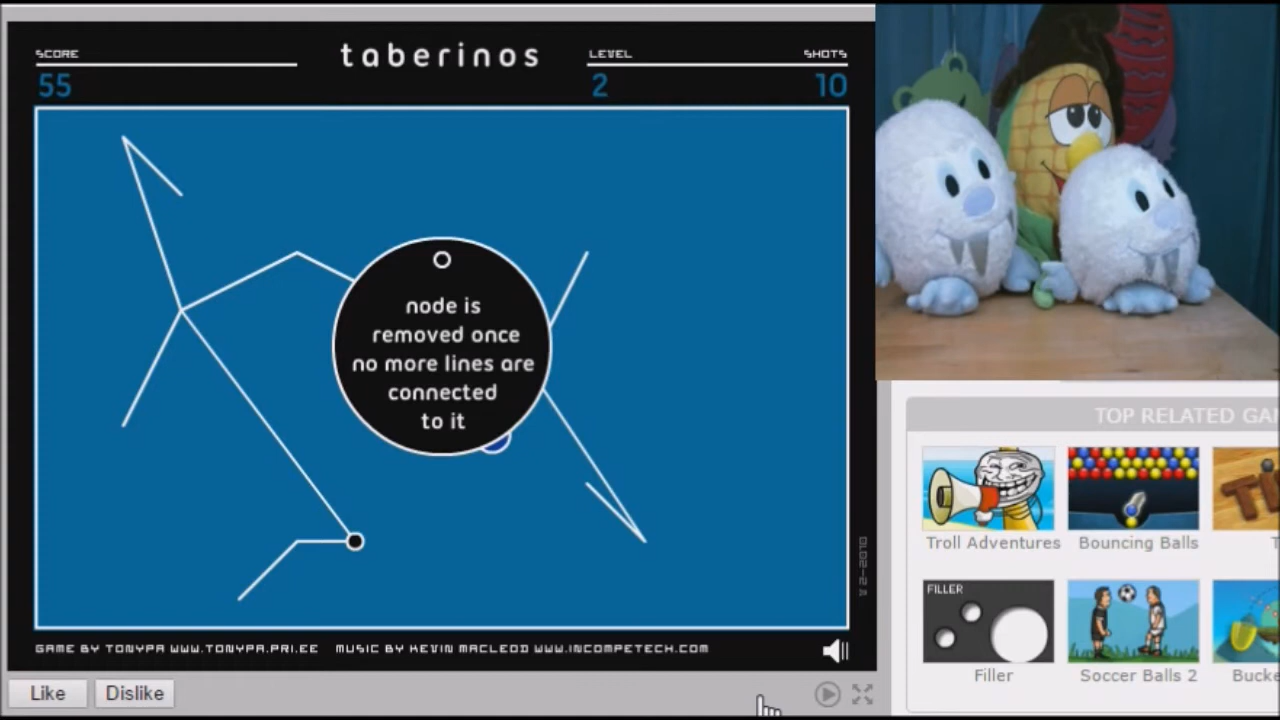 SCORE
taberinos
LEVEL
SHOTS
55
2
10
node is
removed once
no more lines are
connected
to it
GAME BY TONYPA WWW.TONYPA.PRI.EE
MUSIC BY KEVIN MACLEOD WWW.INCOMPETECH.COM
Like
Dislike
TOP RELATED GA
Troll Adventures
Bouncing Balls
T
FILLER
Filler
Soccer Balls 2
Bucke